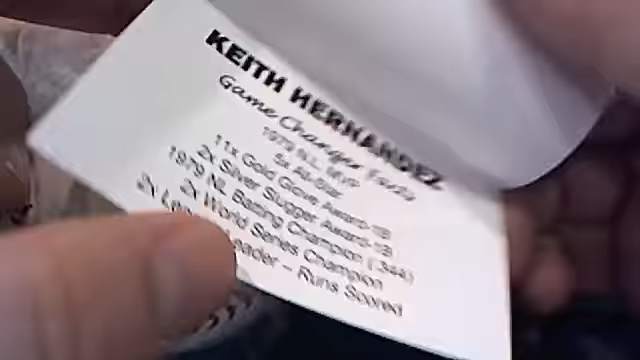 KEITH HERNANDEZ
Game Changer Facts
1979 N.L. MVP
5x All-Star
11x Gold Glove Award-1B
2x Silver Slugger Award-1B
1979 NL Batting Champion (.344)
2x World Series Champion
2x Leader – Runs Scored